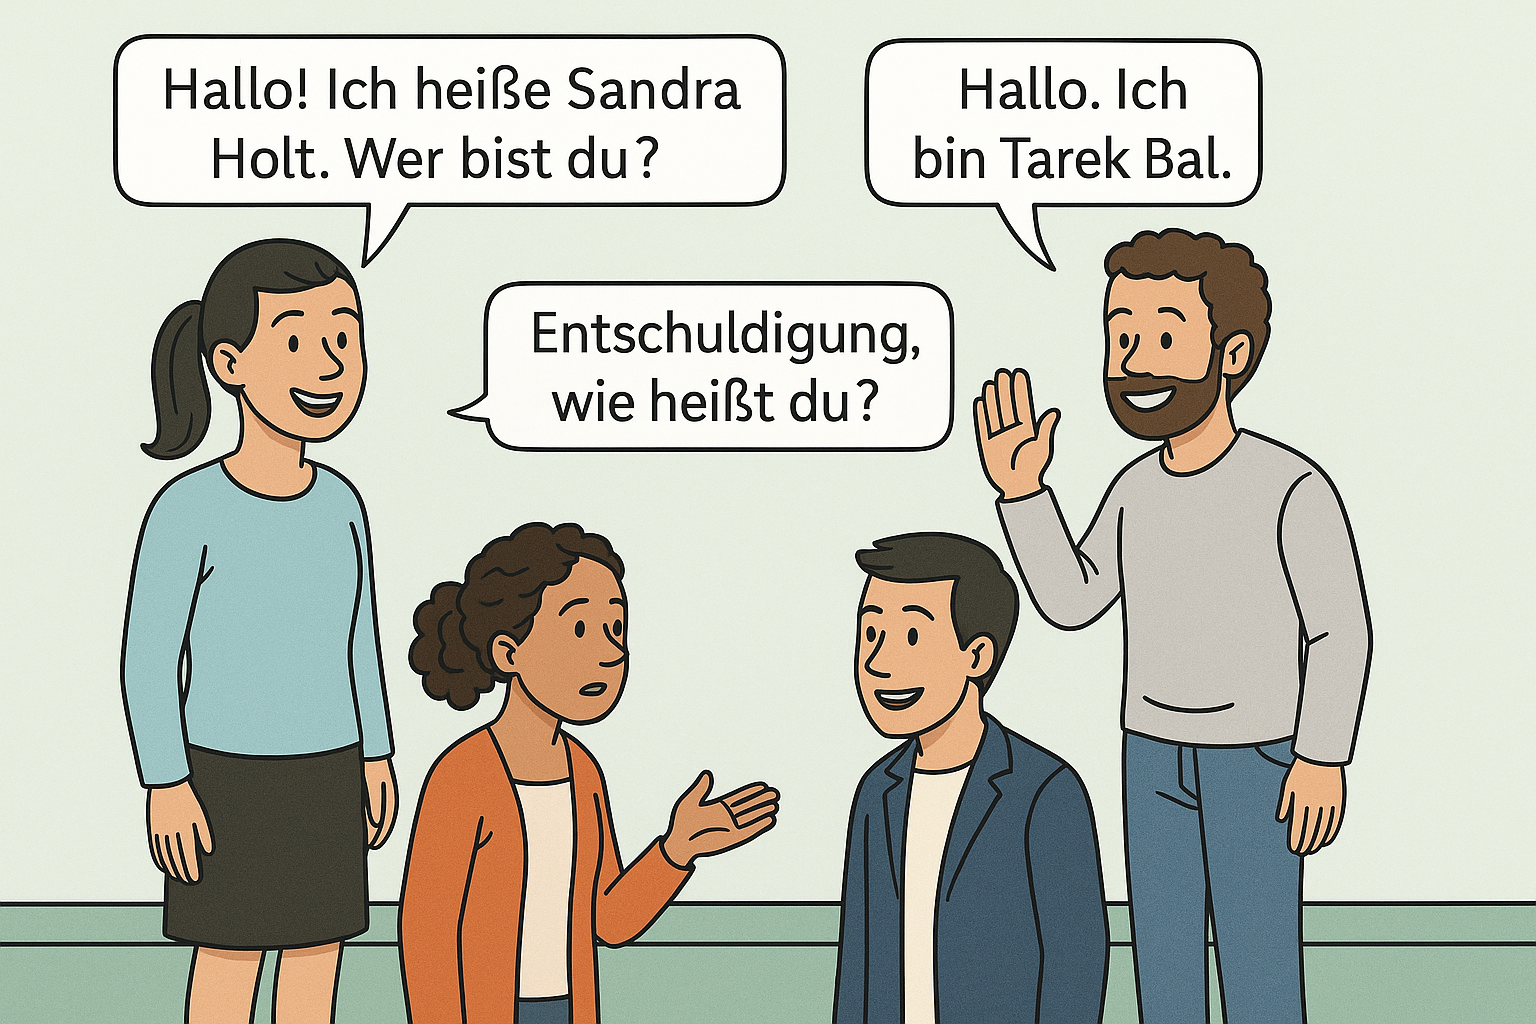 Hallo! Ich heiße Sandra
Holt. Wer bist du?
Hallo. Ich
bin Tarek Bal.
Entschuldigung,
wie heißt du?